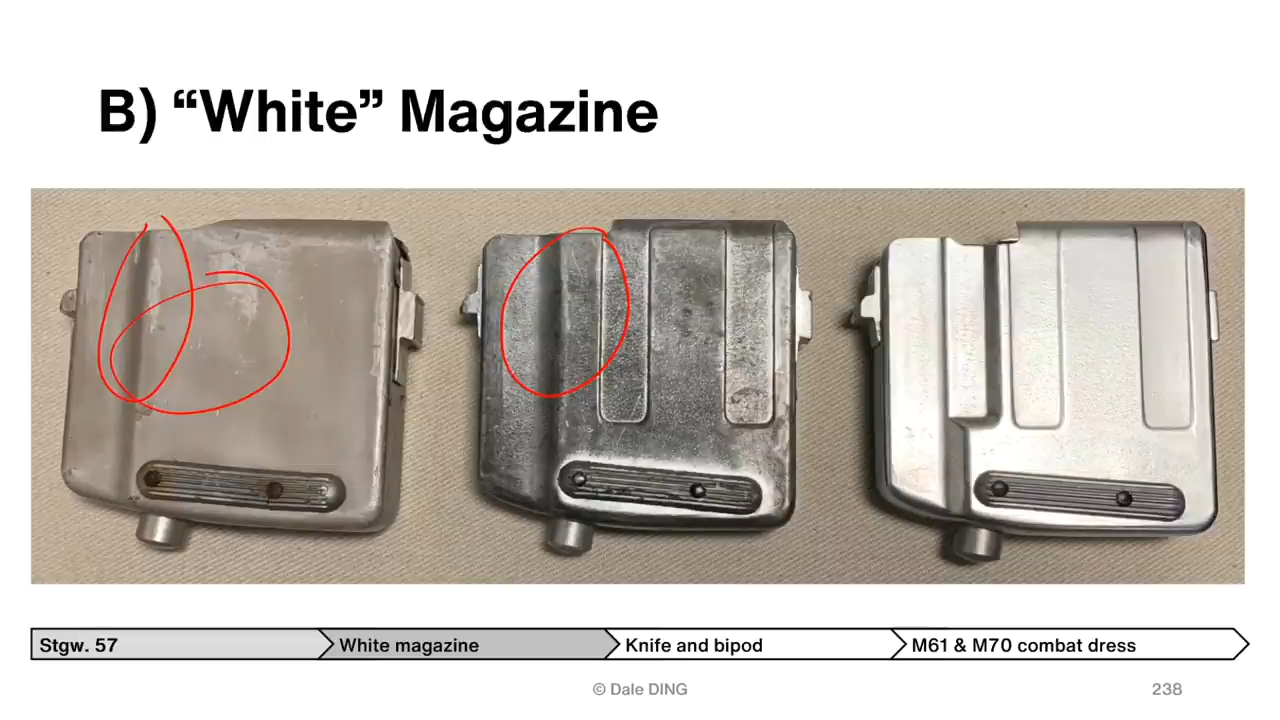 B) “White” Magazine
Stgw. 57
White magazine
Knife and bipod
M61 & M70 combat dress
© Dale DING
238